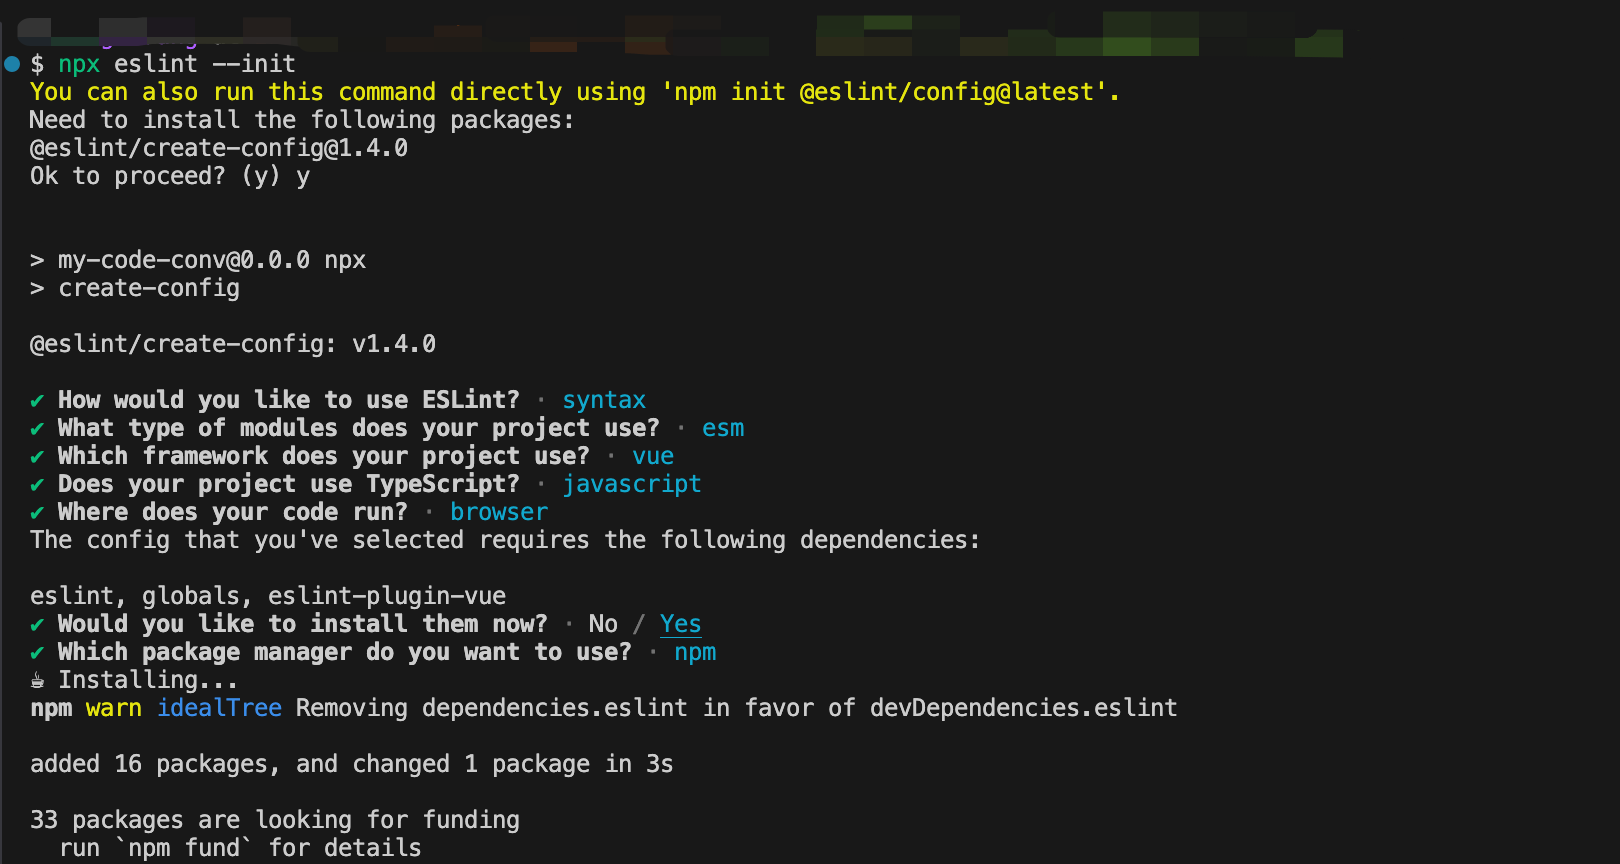 $ npx eslint --init
You can also run this command directly using 'npm init @eslint/config@latest'.
Need to install the following packages:
@eslint/create-config@1.4.0
Ok to proceed? (y) y
> my-code-conv@0.0.0 npx
> create-config
@eslint/create-config: v1.4.0
✔ How would you like to use ESLint? · syntax
✔ What type of modules does your project use? · esm
✔ Which framework does your project use? · vue
✔ Does your project use TypeScript? · javascript
✔ Where does your code run? · browser
The config that you've selected requires the following dependencies:
eslint, globals, eslint-plugin-vue
✔ Would you like to install them now? · No / Yes
✔ Which package manager do you want to use? · npm
☕ Installing...
npm warn idealTree Removing dependencies.eslint in favor of devDependencies.eslint
added 16 packages, and changed 1 package in 3s
33 packages are looking for funding
  run `npm fund` for details